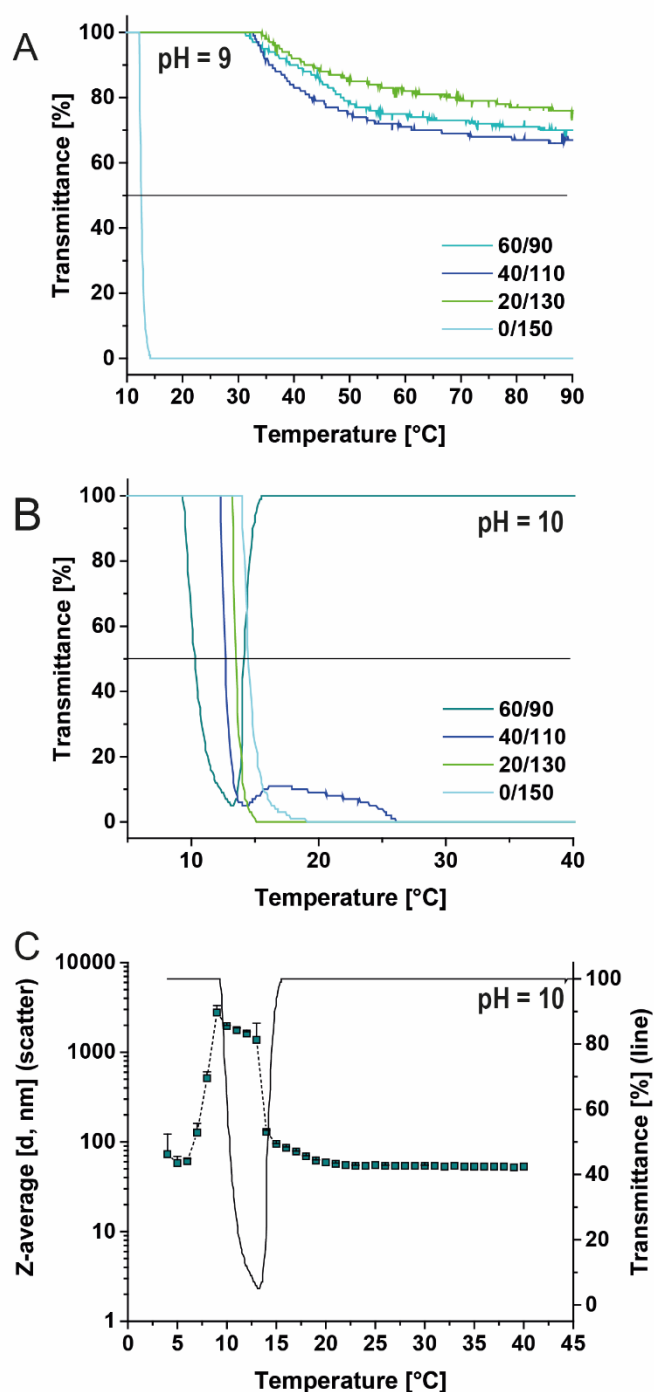 A
pH = 9
Transmittance [%]
100
80
60
40
20
0
60/90
40/110
20/130
0/150
10 20 30 40 50 60 70 80 90
Temperature [°C]
B
pH = 10
Transmittance [%]
100
80
60
40
20
0
60/90
40/110
20/130
0/150
10 20 30 40
Temperature [°C]
C
pH = 10
Z-average [d, nm] (scatter)
10000
1000
100
10
1
Transmittance [%] (line)
100
80
60
40
20
0
0 5 10 15 20 25 30 35 40 45
Temperature [°C]